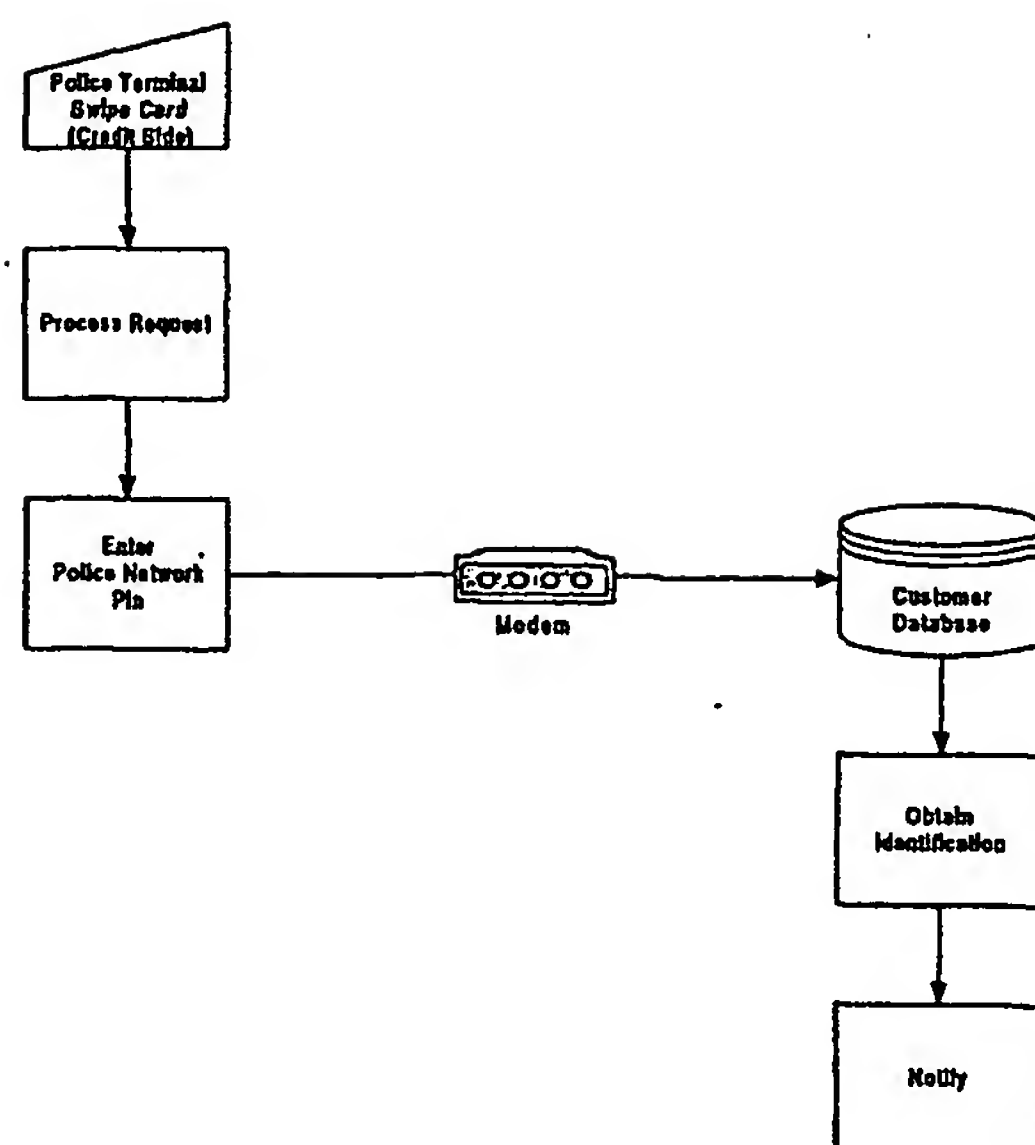 Police Terminal
Swipe Card
(Credit Side)
Process Request
Enter
Police Network
Pin
Modem
Customer
Database
Obtain
Identification
Notify